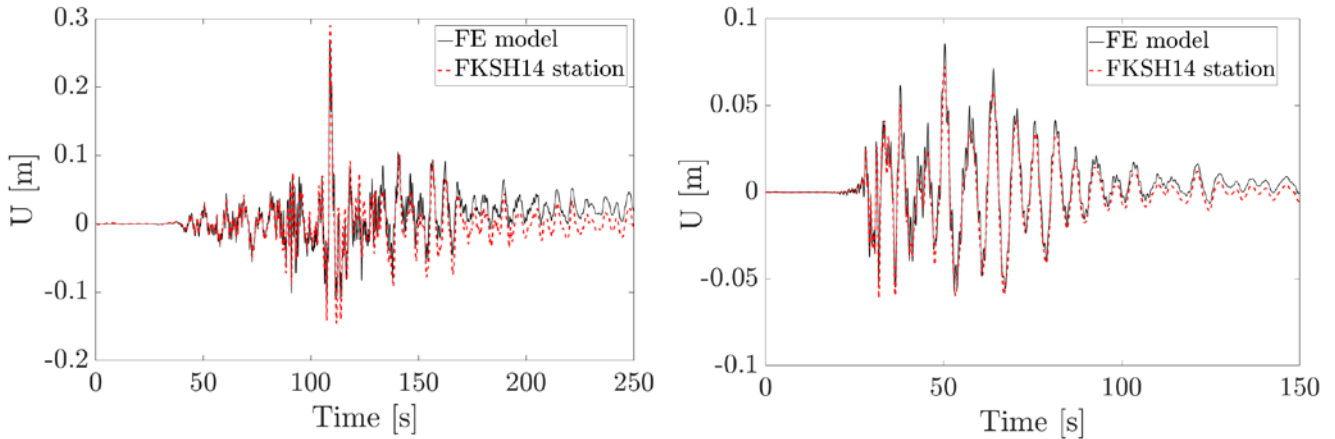 0.3
0.2
0.1
0
-0.1
-0.2
U [m]
0 50 100 150 200 250
Time [s]
FE model
FKSH14 station
0.1
0.05
0
-0.05
-0.1
U [m]
0 50 100 150
Time [s]
FE model
FKSH14 station